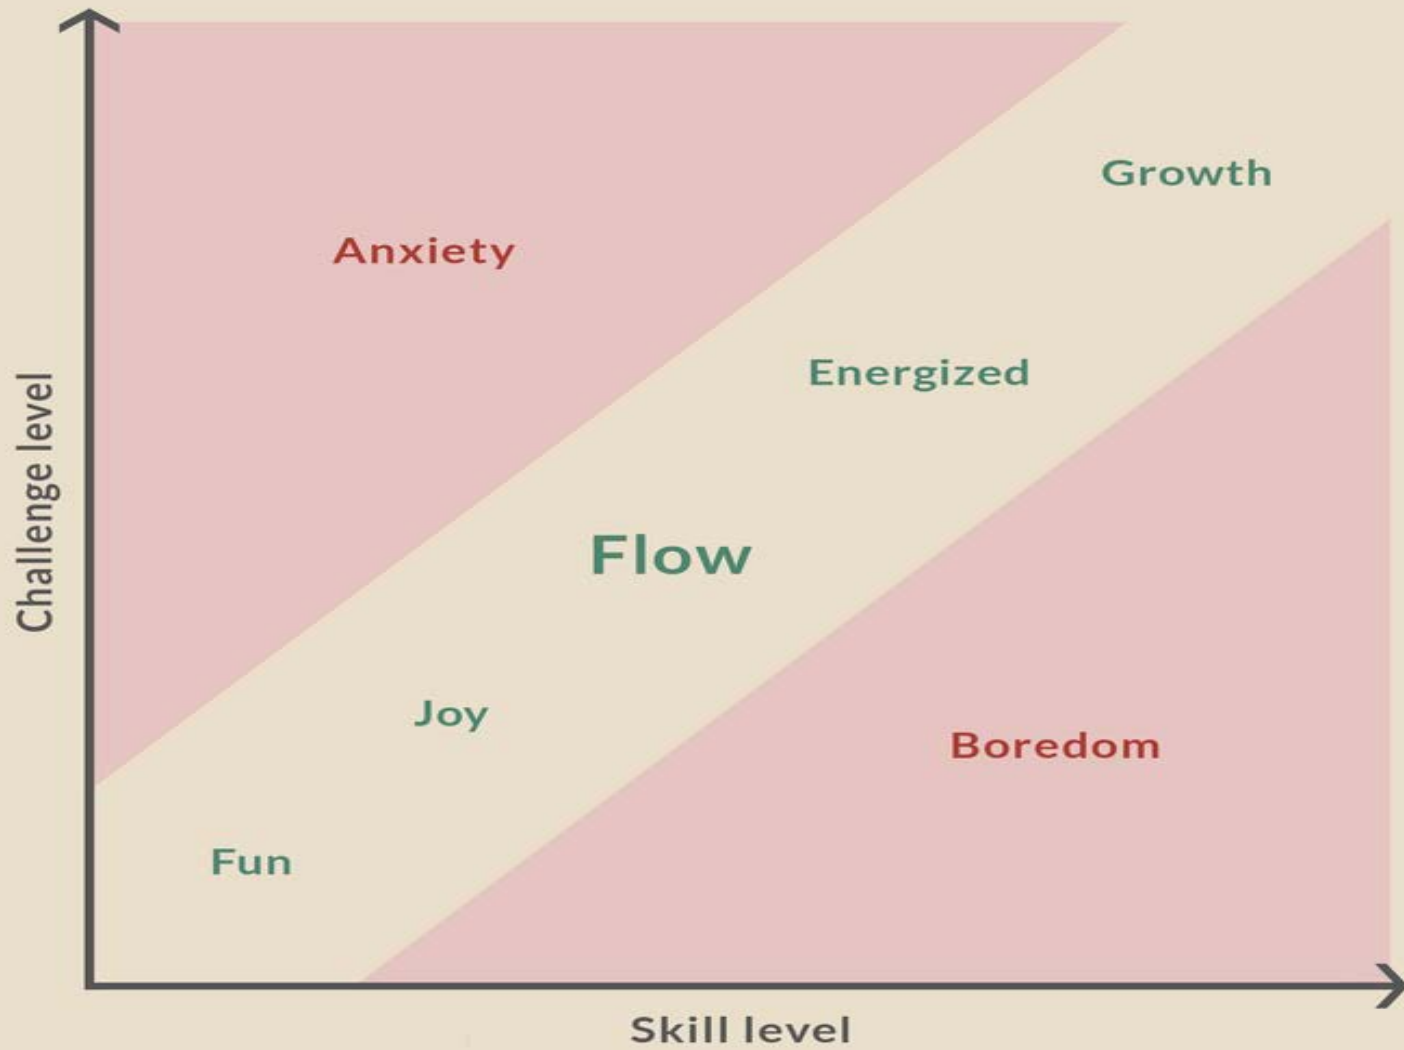 Growth
Anxiety
Energized
Challenge level
Flow
Joy
Boredom
Fun
Skill level